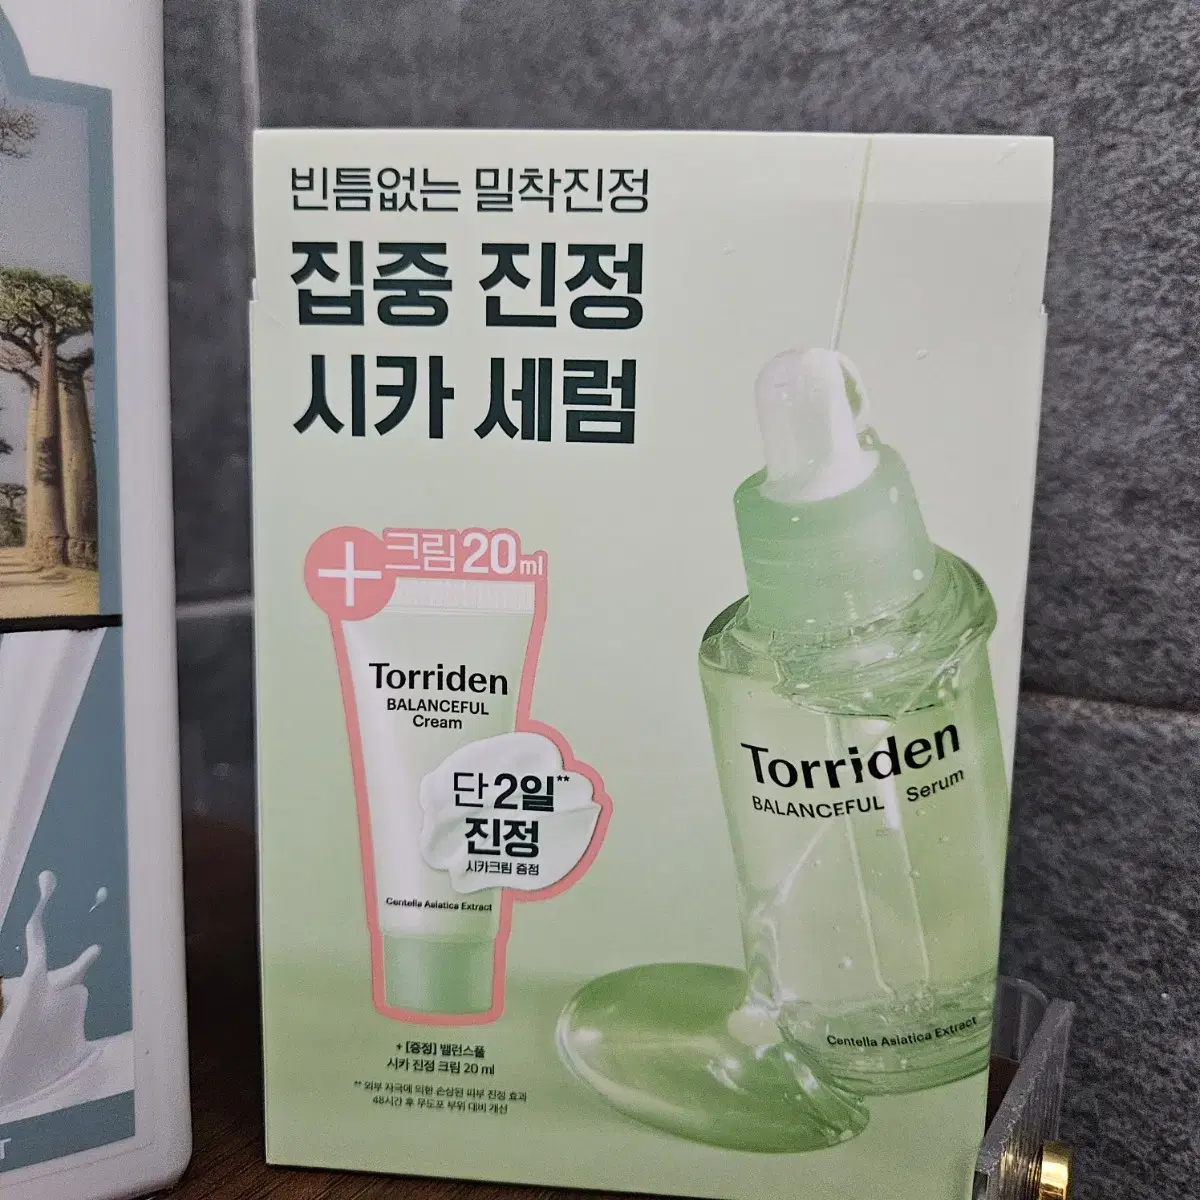 빈틈없는 밀착진정
집중 진정
시카 세럼
+
크림 20ml
Torriden
BALANCEFUL
Cream
단 2일**
진정
시카크림 증정
Centella Asiatica Extract
+ [증정] 밸런스풀
시카 진정 크림 20 ml
** 외부 자극에 의한 손상된 피부 진정 효과
48시간 후 무도포 부위 대비 개선
Torriden
BALANCEFUL Serum
Centella Asiatica Extract